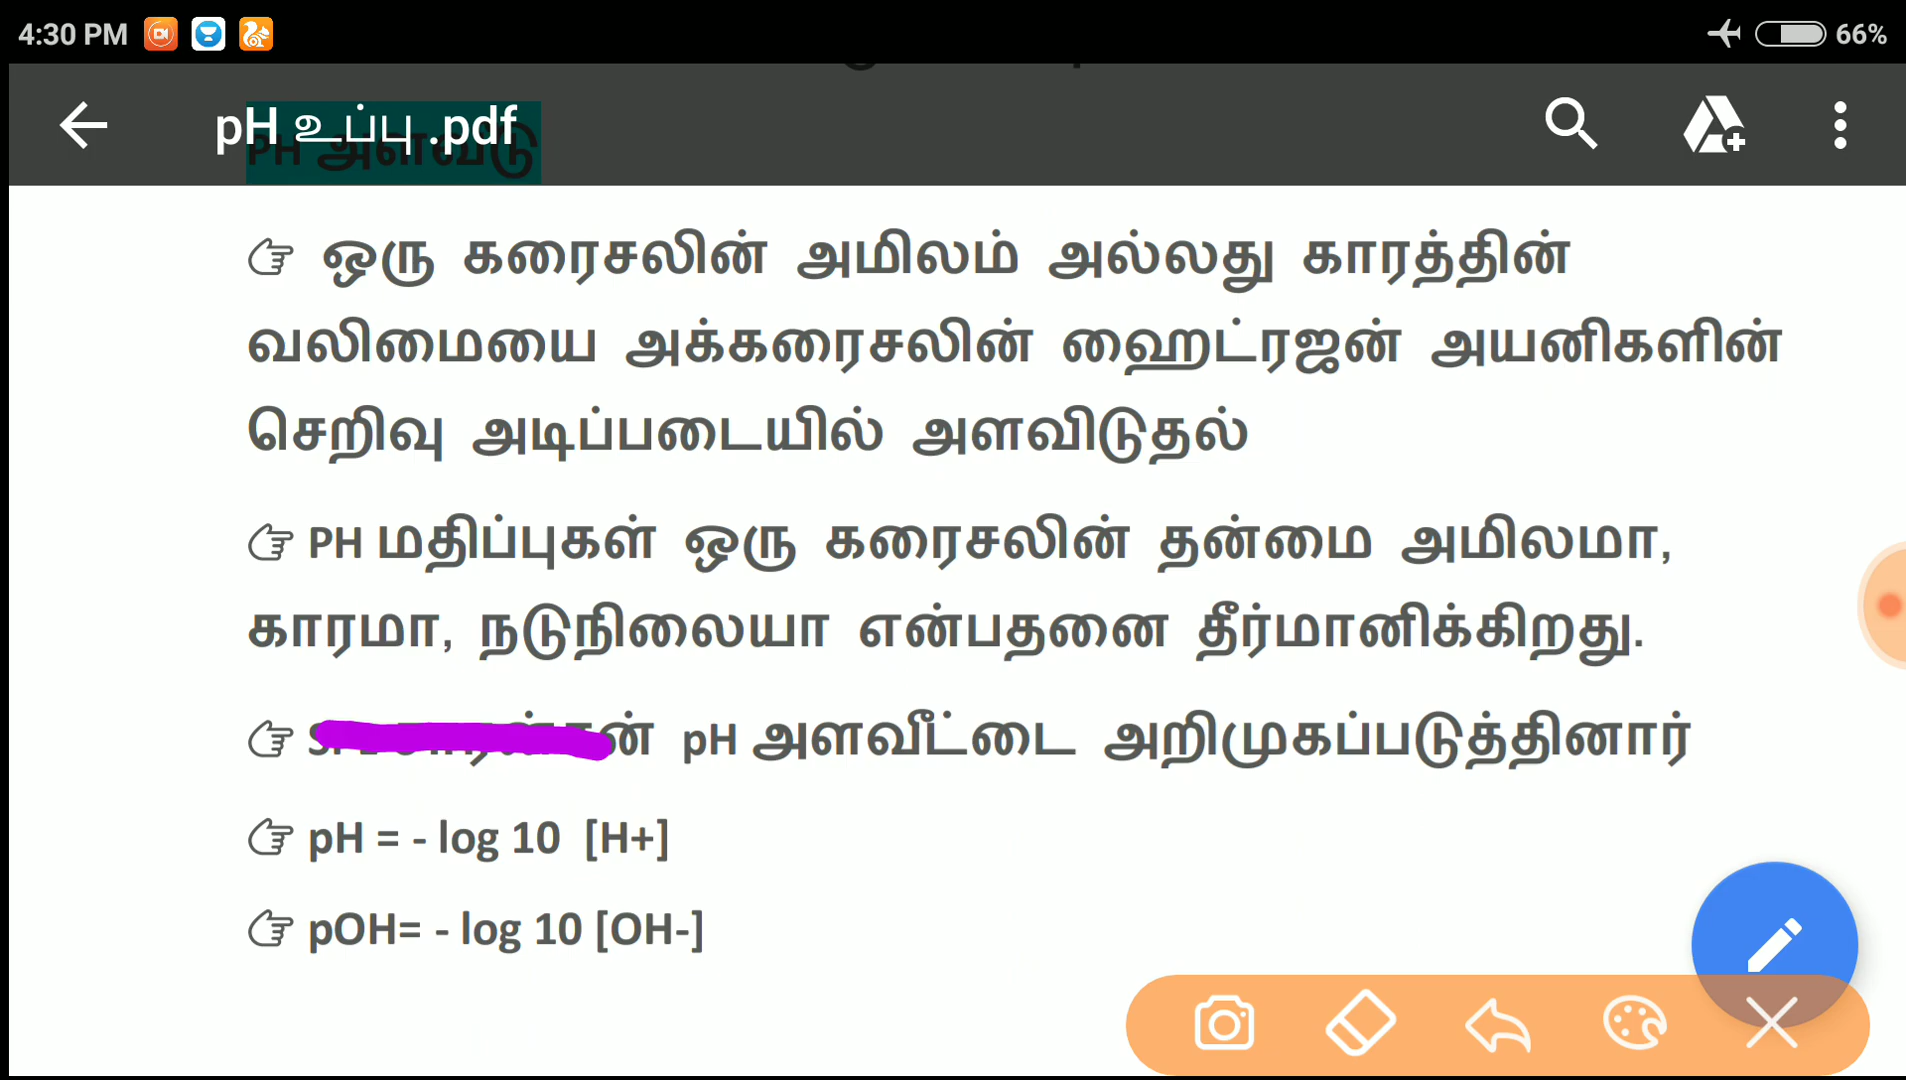 4:30 PM
66%
pH உப்பு .pdf
PH அளவீடு
ஒரு கரைசலின் அமிலம் அல்லது காரத்தின்
வலிமையை அக்கரைசலின் ஹைட்ரஜன் அயனிகளின்
செறிவு அடிப்படையில் அளவிடுதல்
PH மதிப்புகள் ஒரு கரைசலின் தன்மை அமிலமா,
காரமா, நடுநிலையா என்பதனை தீர்மானிக்கிறது.
pH அளவீட்டை அறிமுகப்படுத்தினார்
pH = - log 10 [H+]
pOH= - log 10 [OH-]